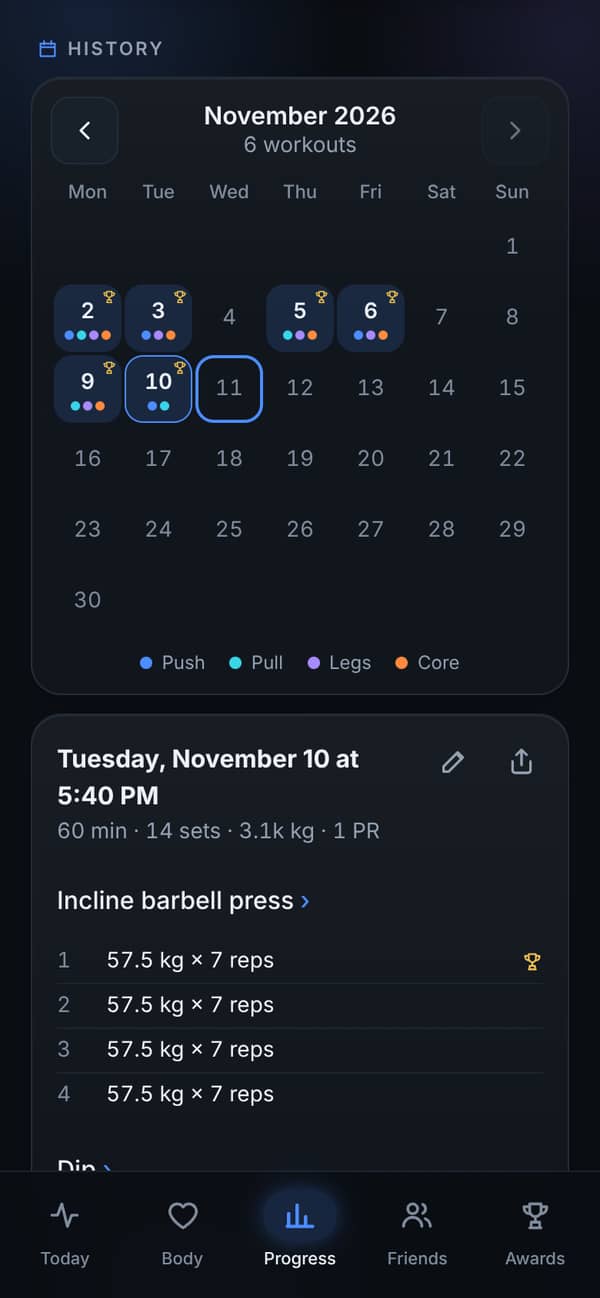 HISTORY
November 2026
6 workouts
Mon Tue Wed Thu Fri Sat Sun
1
2 3 4 5 6 7 8
9 10 11 12 13 14 15
16 17 18 19 20 21 22
23 24 25 26 27 28 29
30
Push Pull Legs Core
Tuesday, November 10 at
5:40 PM
60 min · 14 sets · 3.1k kg · 1 PR
Incline barbell press ›
1 57.5 kg × 7 reps
2 57.5 kg × 7 reps
3 57.5 kg × 7 reps
4 57.5 kg × 7 reps
Dip ›
Today Body Progress Friends Awards